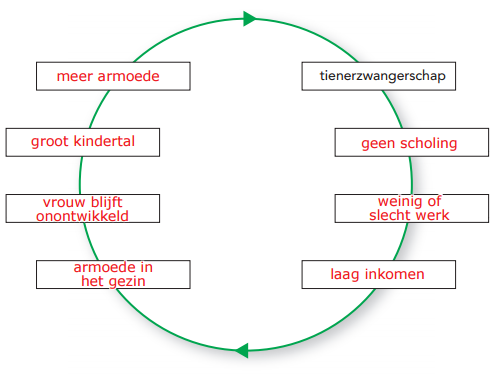 meer armoede
tienerzwangerschap
groot kindertal
geen scholing
vrouw blijft
onontwikkeld
weinig of
slecht werk
armoede in
het gezin
laag inkomen